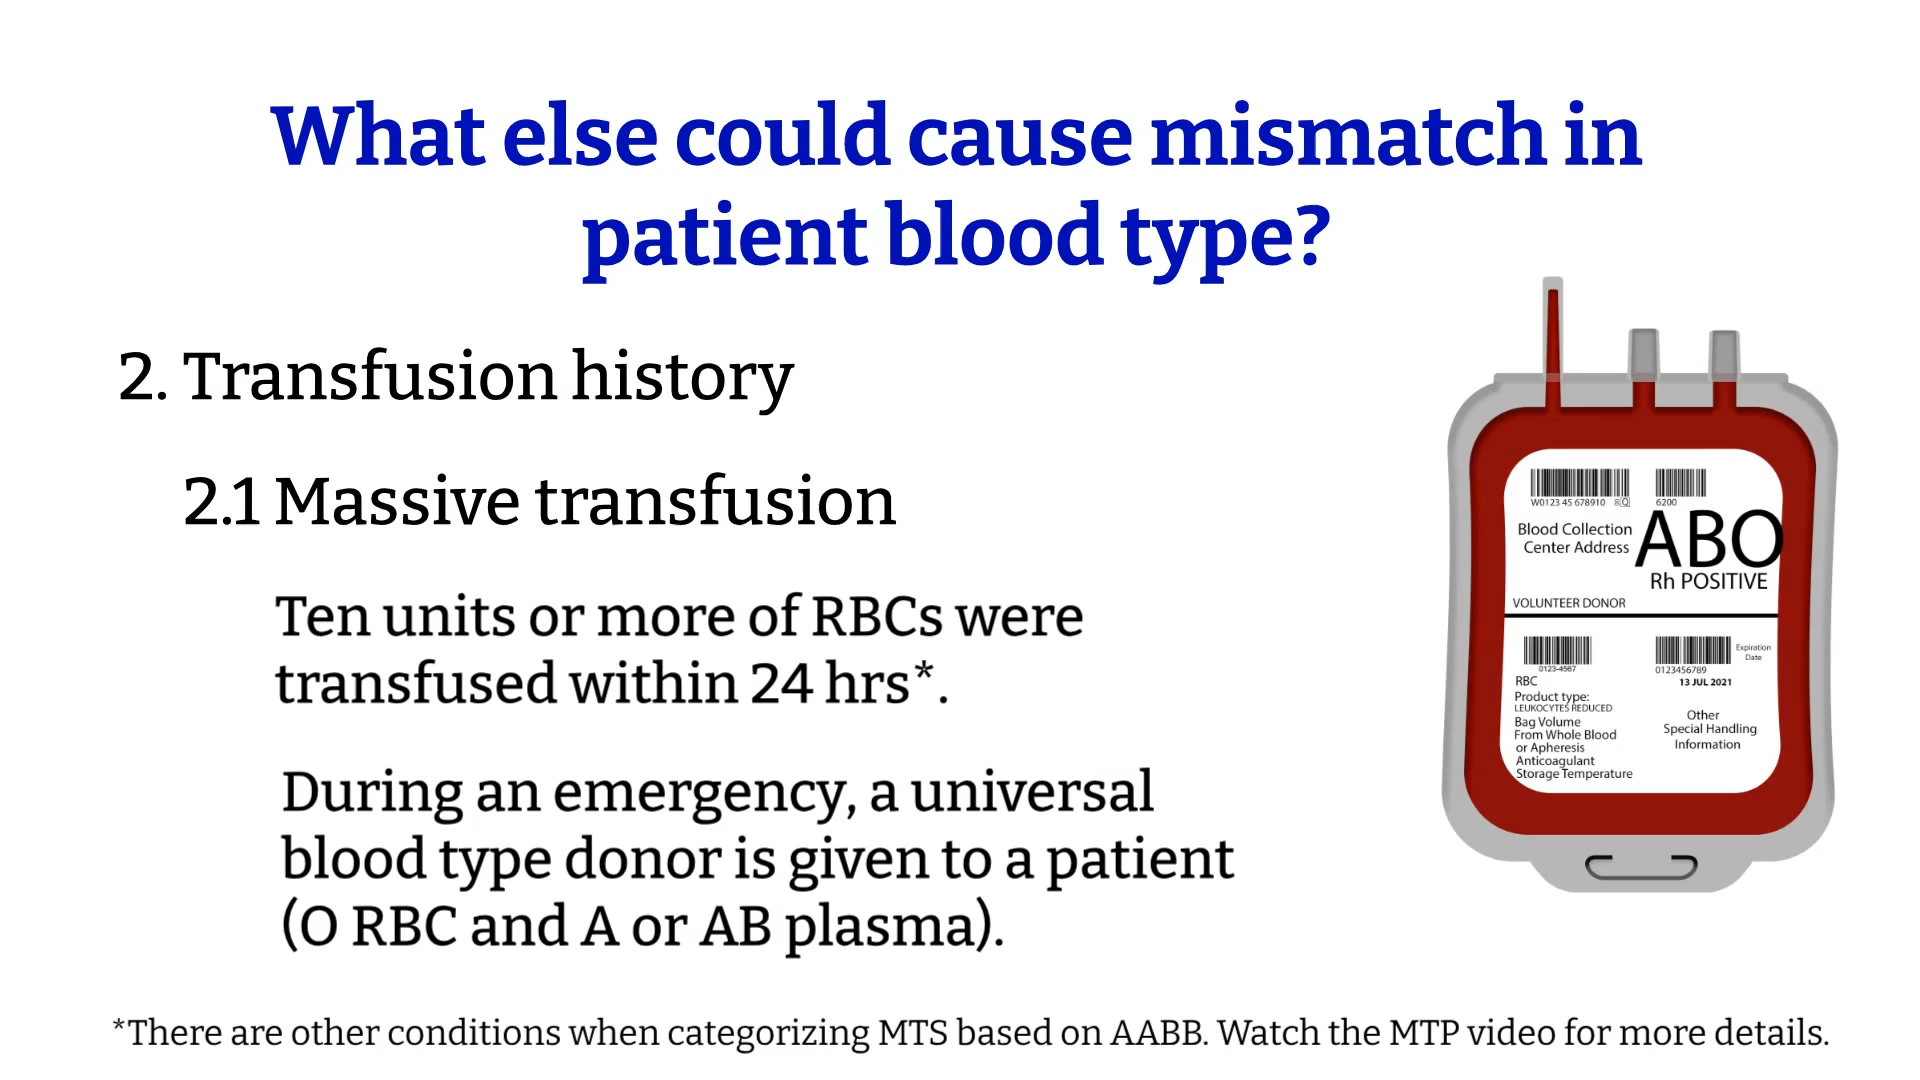 What else could cause mismatch in
patient blood type?
2. Transfusion history
2.1 Massive transfusion
Ten units or more of RBCs were
transfused within 24 hrs*.
During an emergency, a universal
blood type donor is given to a patient
(O RBC and A or AB plasma).
*There are other conditions when categorizing MTS based on AABB. Watch the MTP video for more details.
W0123 45 678910 8 Q
6200
Blood Collection
Center Address
ABO
Rh POSITIVE
VOLUNTEER DONOR
0123-4567
0123456789
Expiration
Date
13 JUL 2021
RBC
Product type:
LEUKOCYTES REDUCED
Bag Volume
From Whole Blood
or Apheresis
Anticoagulant
Storage Temperature
Other
Special Handling
Information